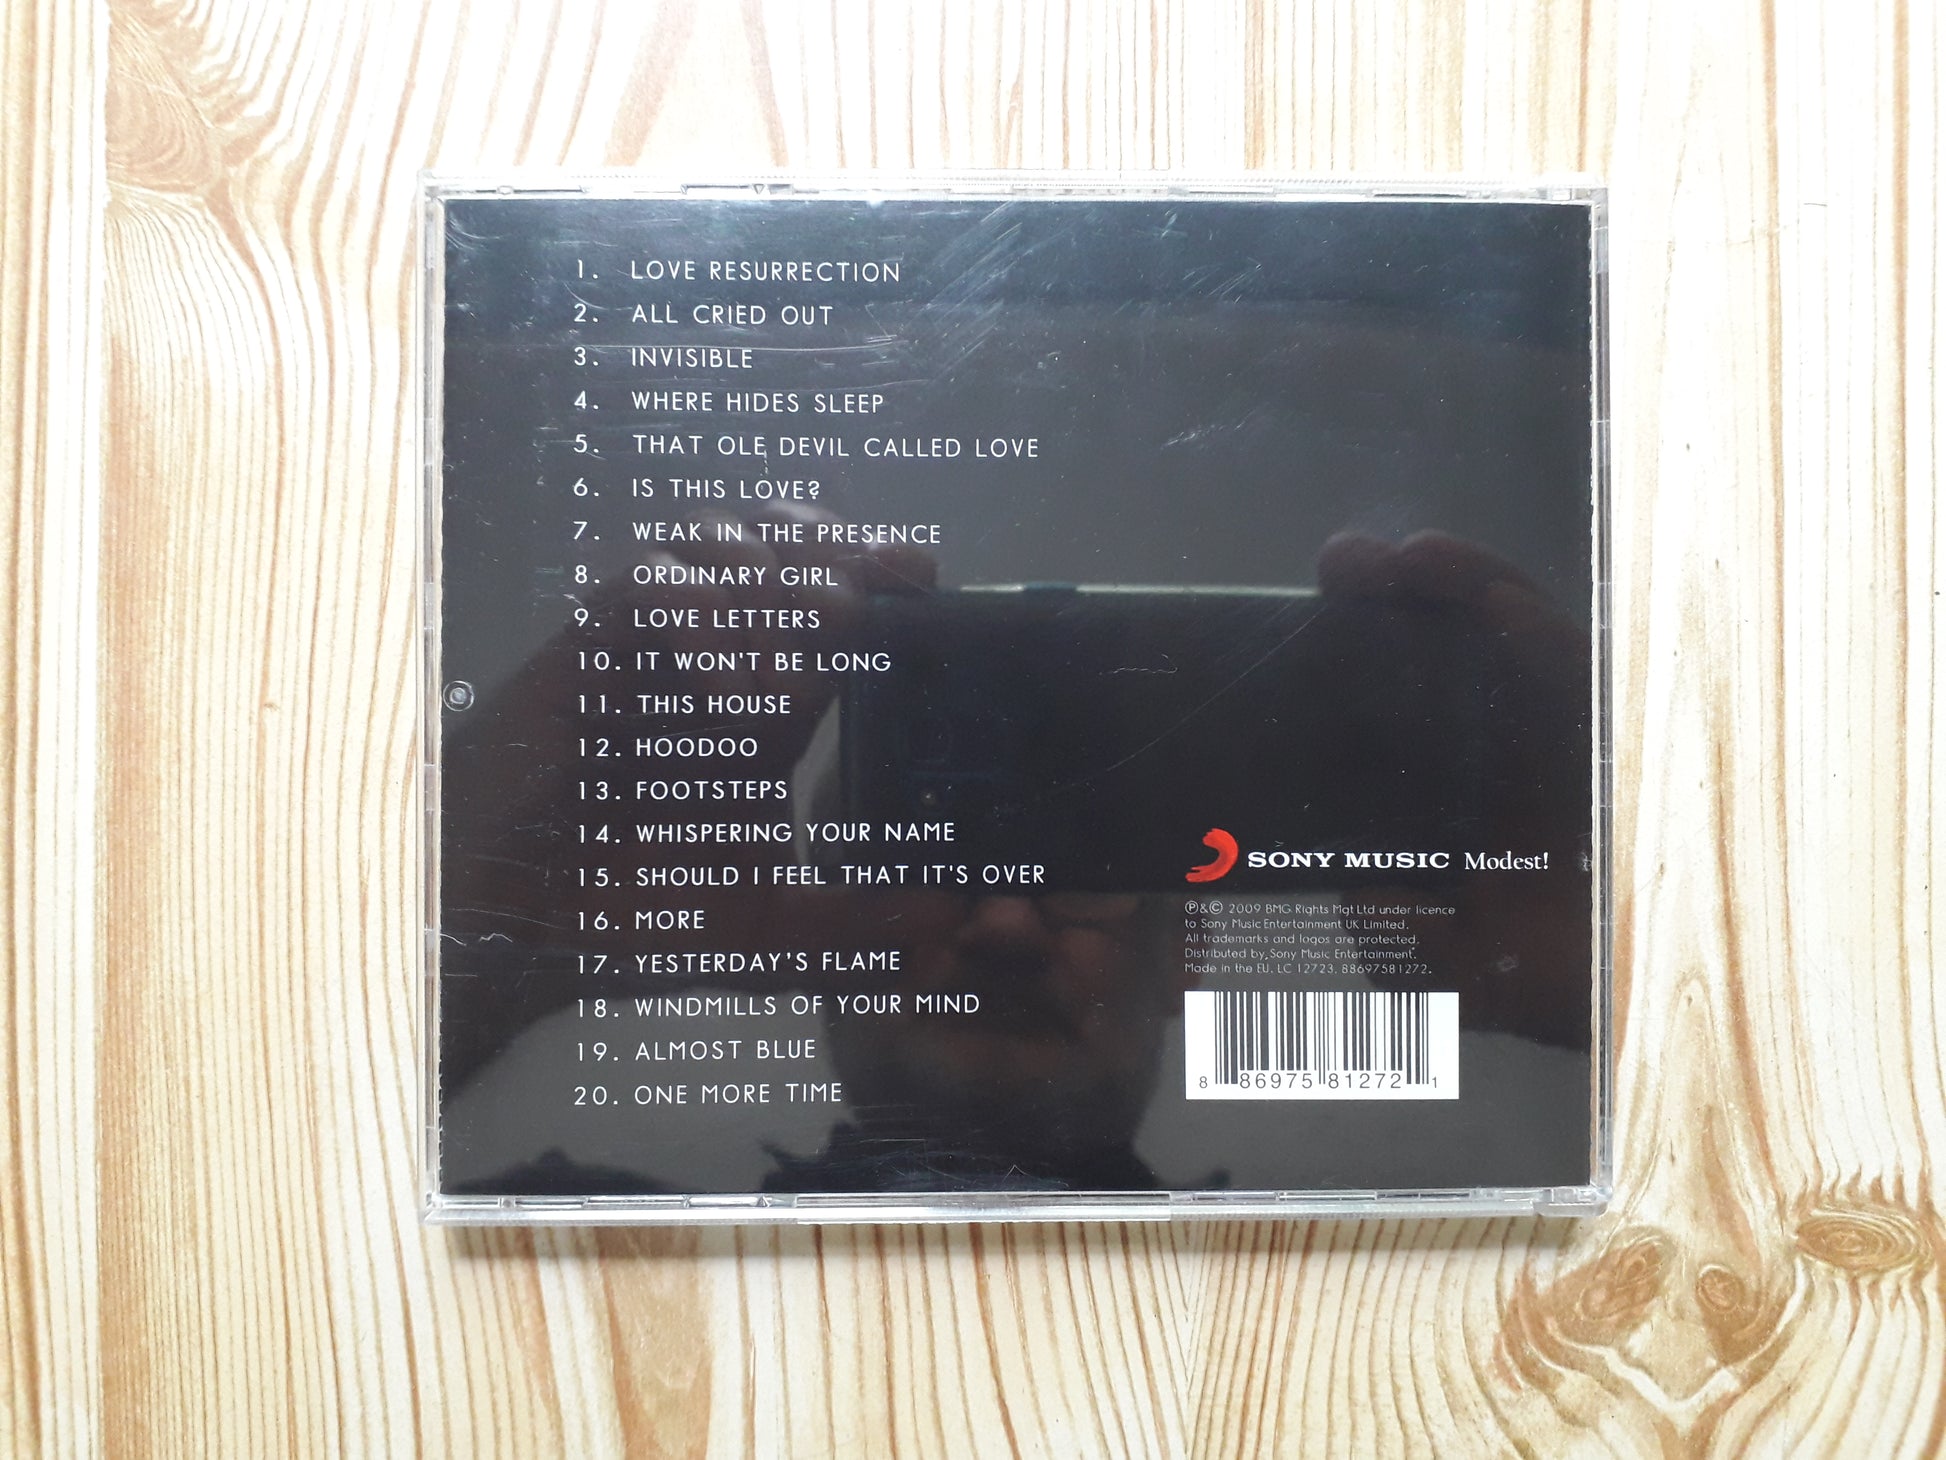 1. LOVE RESURRECTION
2. ALL CRIED OUT
3. INVISIBLE
4. WHERE HIDES SLEEP
5. THAT OLE DEVIL CALLED LOVE
6. IS THIS LOVE?
7. WEAK IN THE PRESENCE
8. ORDINARY GIRL
9. LOVE LETTERS
10. IT WON'T BE LONG
11. THIS HOUSE
12. HOODOO
13. FOOTSTEPS
14. WHISPERING YOUR NAME
15. SHOULD I FEEL THAT IT'S OVER
16. MORE
17. YESTERDAY'S FLAME
18. WINDMILLS OF YOUR MIND
19. ALMOST BLUE
20. ONE MORE TIME
SONY MUSIC Modest!
℗&© 2009 BMG Rights Mgt Ltd under licence
to Sony Music Entertainment UK Limited.
All trademarks and logos are protected.
Distributed by Sony Music Entertainment.
Made in the EU. LC 12723. 88697581272.
8 86975 81272 1